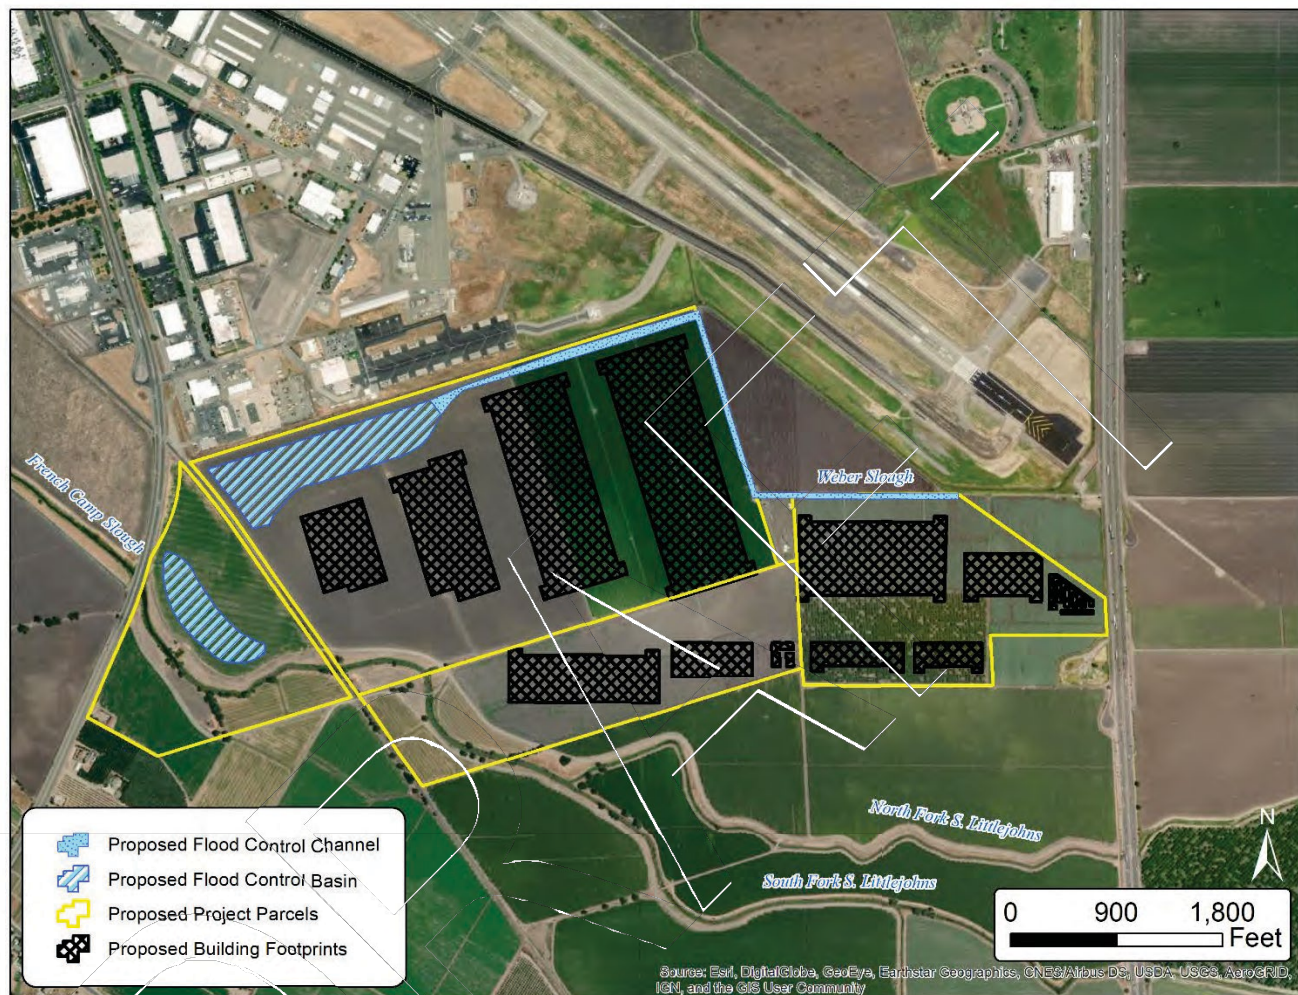 Weber Slough
French Camp Slough
North Fork S. Littlejohns
South Fork S. Littlejohns
Proposed Flood Control Channel
Proposed Flood Control Basin
Proposed Project Parcels
Proposed Building Footprints
N
0 900 1,800
Feet
Source: Esri, DigitalGlobe, GeoEye, Earthstar Geographics, CNES/Airbus DS, USDA, USGS, AeroGRID,
IGN, and the GIS User Community